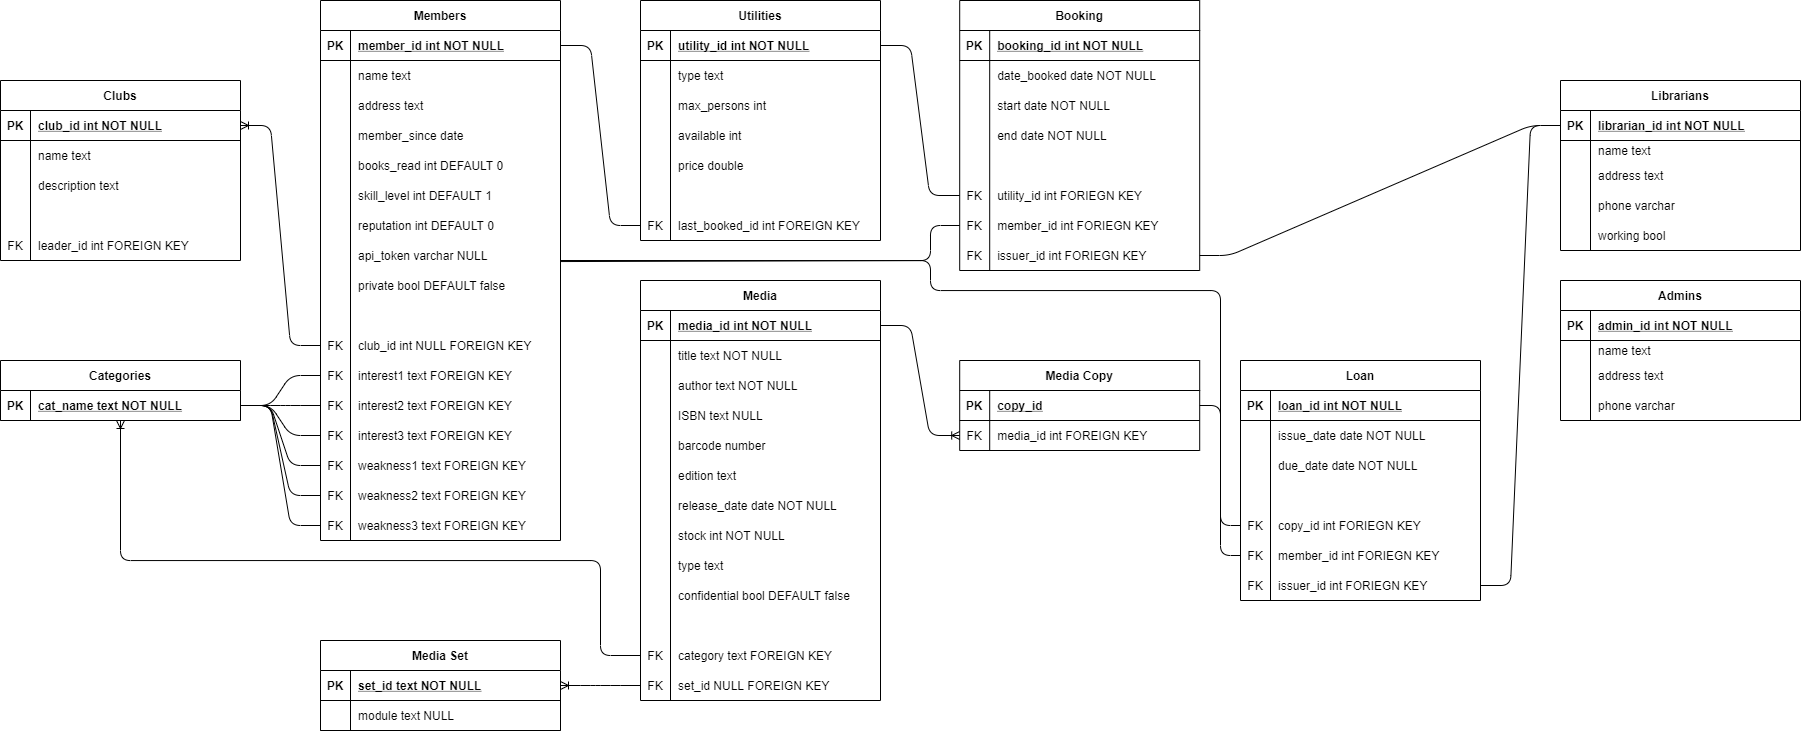 Members
PK member_id int NOT NULL
name text
address text
member_since date
books_read int DEFAULT 0
skill_level int DEFAULT 1
reputation int DEFAULT 0
api_token varchar NULL
private bool DEFAULT false
FK club_id int NULL FOREIGN KEY
FK interest1 text FOREIGN KEY
FK interest2 text FOREIGN KEY
FK interest3 text FOREIGN KEY
FK weakness1 text FOREIGN KEY
FK weakness2 text FOREIGN KEY
FK weakness3 text FOREIGN KEY
Utilities
PK utility_id int NOT NULL
type text
max_persons int
available int
price double
FK last_booked_id int FOREIGN KEY
Booking
PK booking_id int NOT NULL
date_booked date NOT NULL
start date NOT NULL
end date NOT NULL
FK utility_id int FORIEGN KEY
FK member_id int FORIEGN KEY
FK issuer_id int FORIEGN KEY
Clubs
PK club_id int NOT NULL
name text
description text
FK leader_id int FOREIGN KEY
Librarians
PK librarian_id int NOT NULL
name text
address text
phone varchar
working bool
Media
PK media_id int NOT NULL
title text NOT NULL
author text NOT NULL
ISBN text NULL
barcode number
edition text
release_date date NOT NULL
stock int NOT NULL
type text
confidential bool DEFAULT false
FK category text FOREIGN KEY
FK set_id NULL FOREIGN KEY
Admins
PK admin_id int NOT NULL
name text
address text
phone varchar
Categories
PK cat_name text NOT NULL
Media Copy
PK copy_id
FK media_id int FOREIGN KEY
Loan
PK loan_id int NOT NULL
issue_date date NOT NULL
due_date date NOT NULL
FK copy_id int FORIEGN KEY
FK member_id int FORIEGN KEY
FK issuer_id int FORIEGN KEY
Media Set
PK set_id text NOT NULL
module text NULL